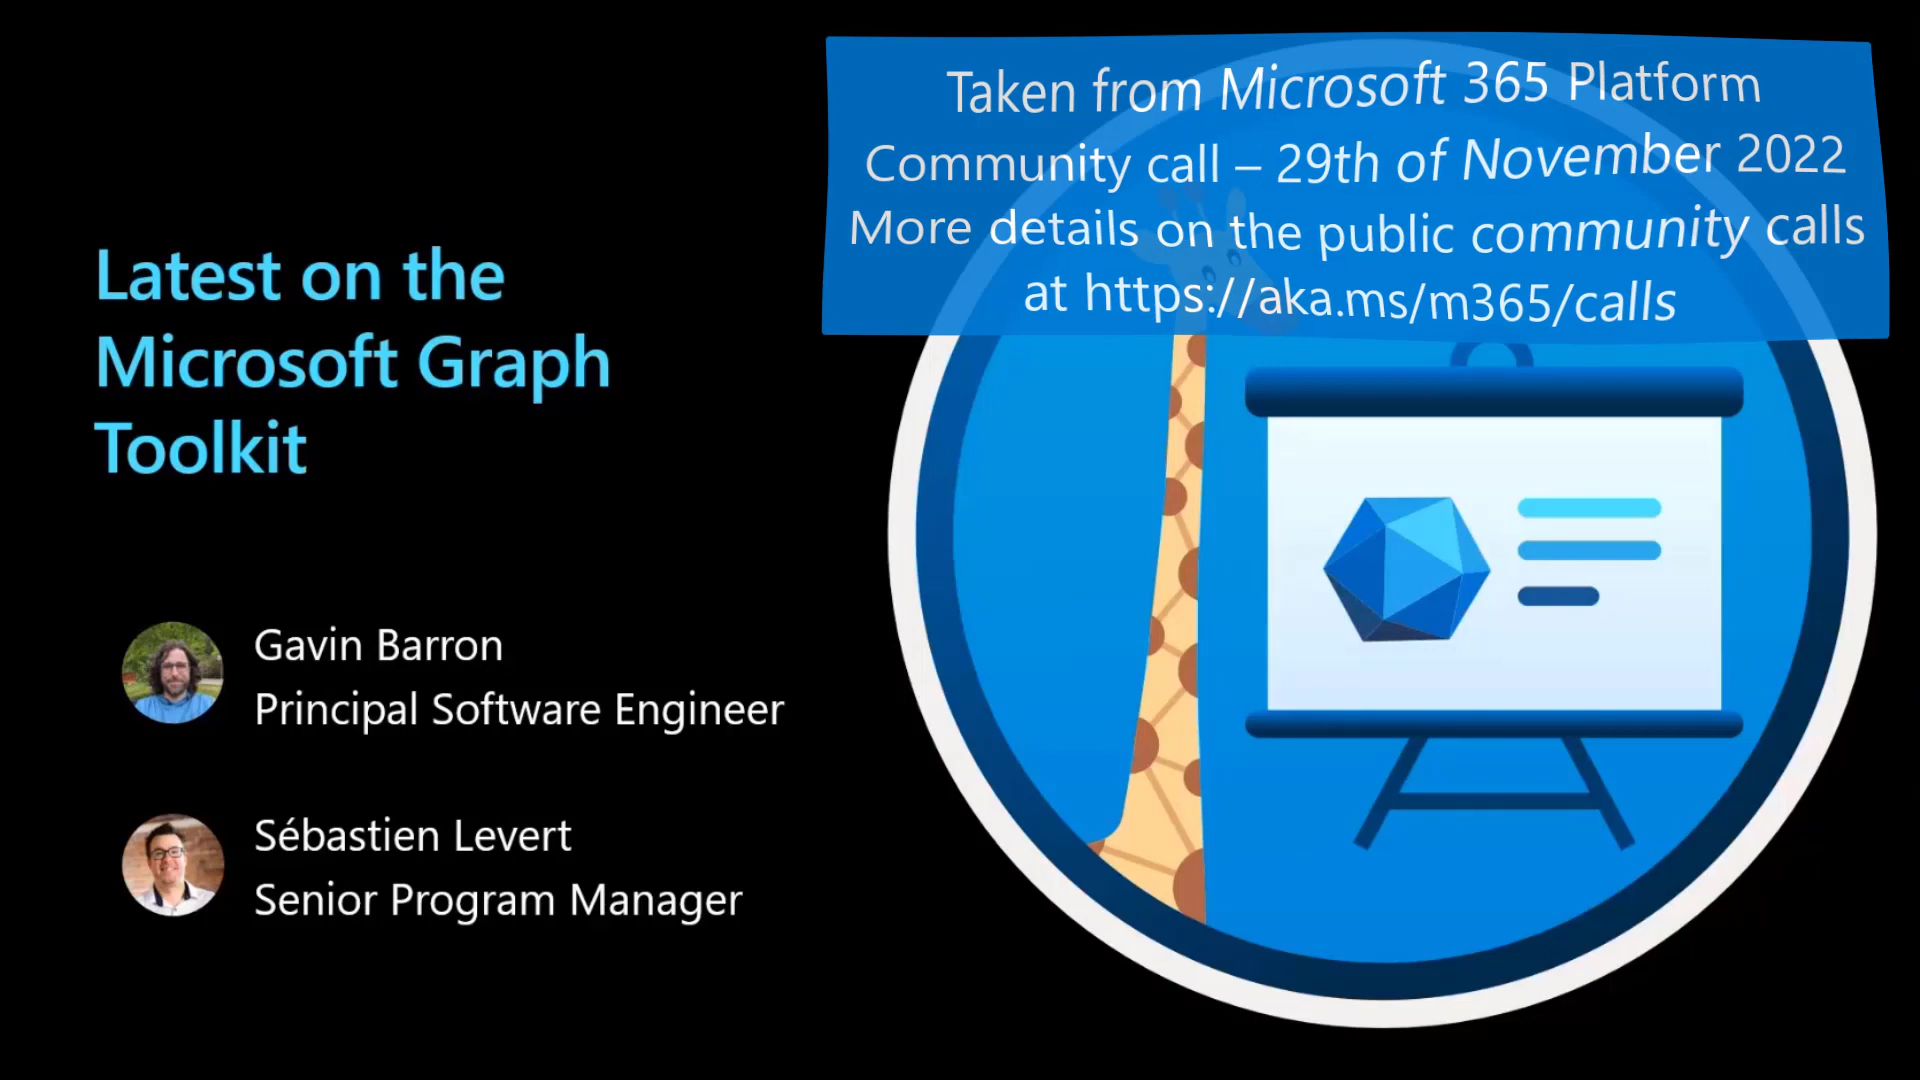 Taken from Microsoft 365 Platform
Community call – 29th of November 2022
More details on the public community calls
at https://aka.ms/m365/calls
Latest on the
Microsoft Graph
Toolkit
Gavin Barron
Principal Software Engineer
Sébastien Levert
Senior Program Manager